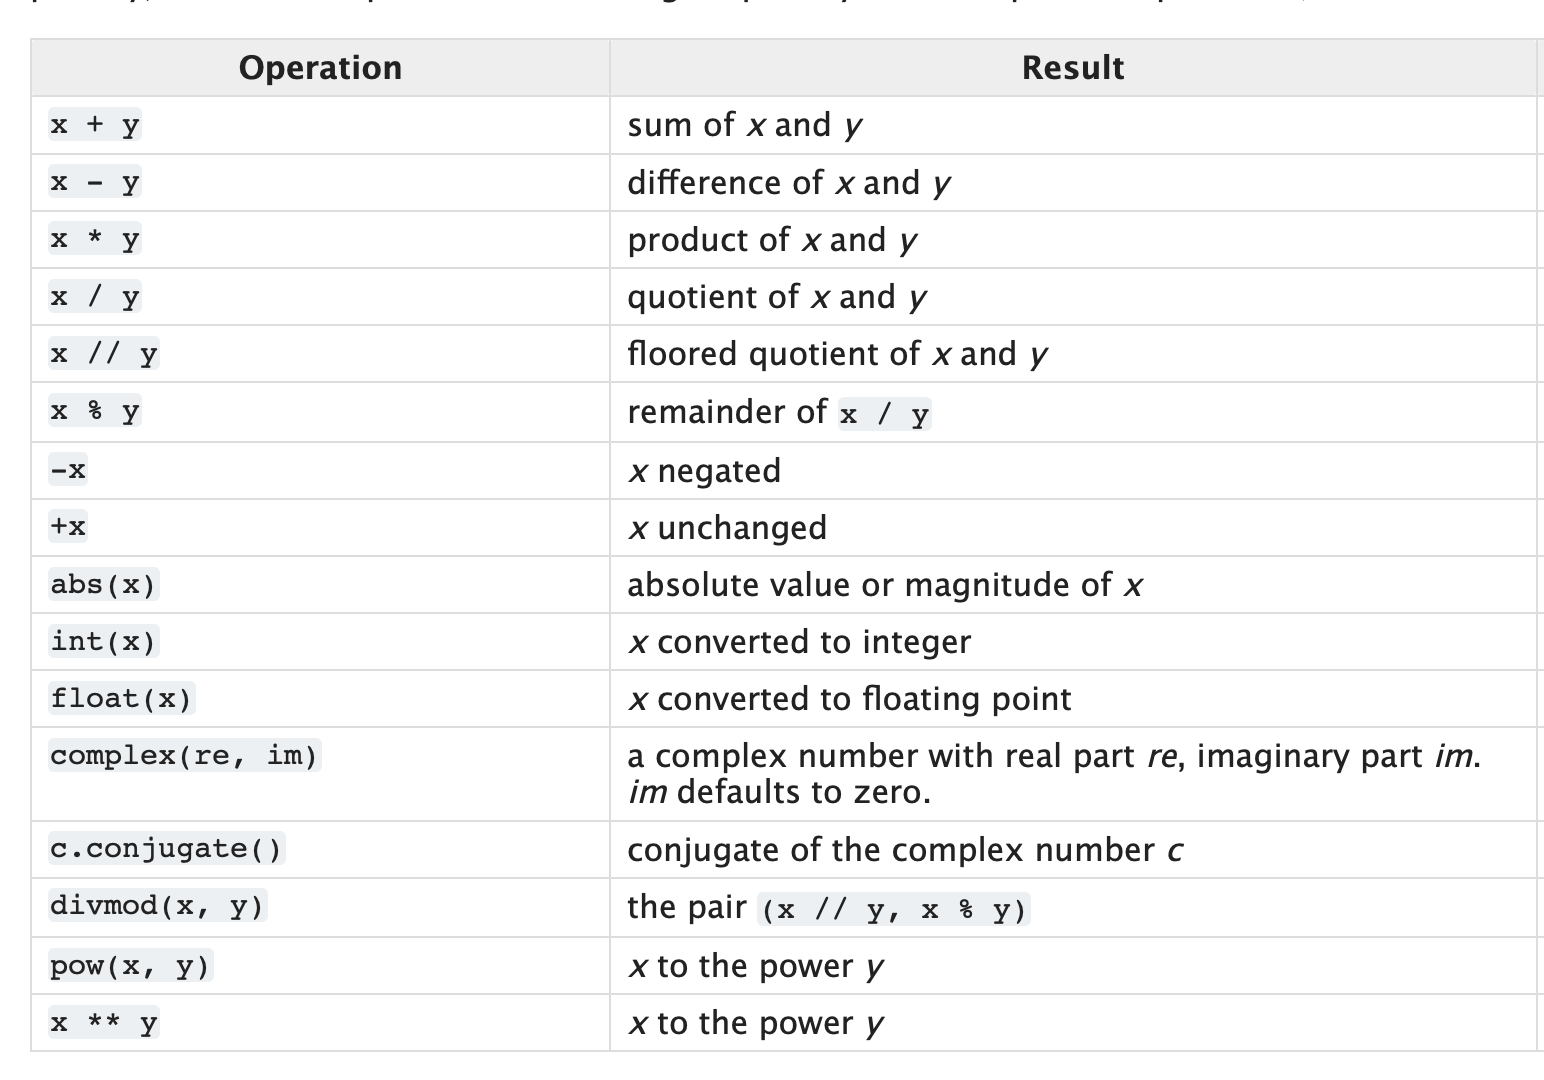 Operation Result
x + y sum of x and y
x - y difference of x and y
x * y product of x and y
x / y quotient of x and y
x // y floored quotient of x and y
x % y remainder of x / y
-x x negated
+x x unchanged
abs(x) absolute value or magnitude of x
int(x) x converted to integer
float(x) x converted to floating point
complex(re, im) a complex number with real part re, imaginary part im.
im defaults to zero.
c.conjugate() conjugate of the complex number c
divmod(x, y) the pair (x // y, x % y)
pow(x, y) x to the power y
x ** y x to the power y